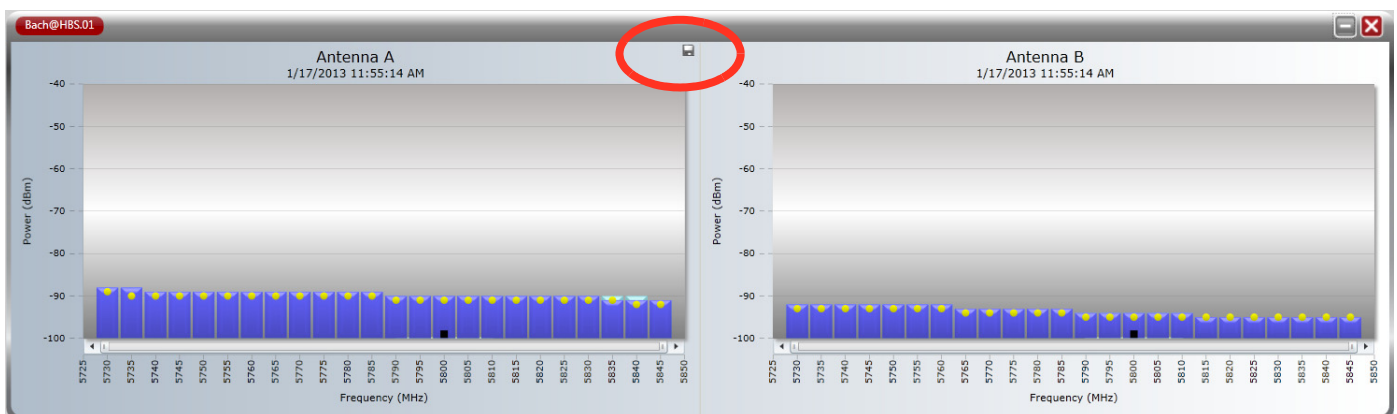 Bach@HBS.01
Antenna A
1/17/2013 11:55:14 AM
-40
-50
-60
-70
-80
-90
-100
Power (dBm)
5725 5730 5735 5740 5745 5750 5755 5760 5765 5770 5775 5780 5785 5790 5795 5800 5805 5810 5815 5820 5825 5830 5835 5840 5845 5850
Frequency (MHz)
Antenna B
1/17/2013 11:55:14 AM
-40
-50
-60
-70
-80
-90
-100
Power (dBm)
5725 5730 5735 5740 5745 5750 5755 5760 5765 5770 5775 5780 5785 5790 5795 5800 5805 5810 5815 5820 5825 5830 5835 5840 5845 5850
Frequency (MHz)